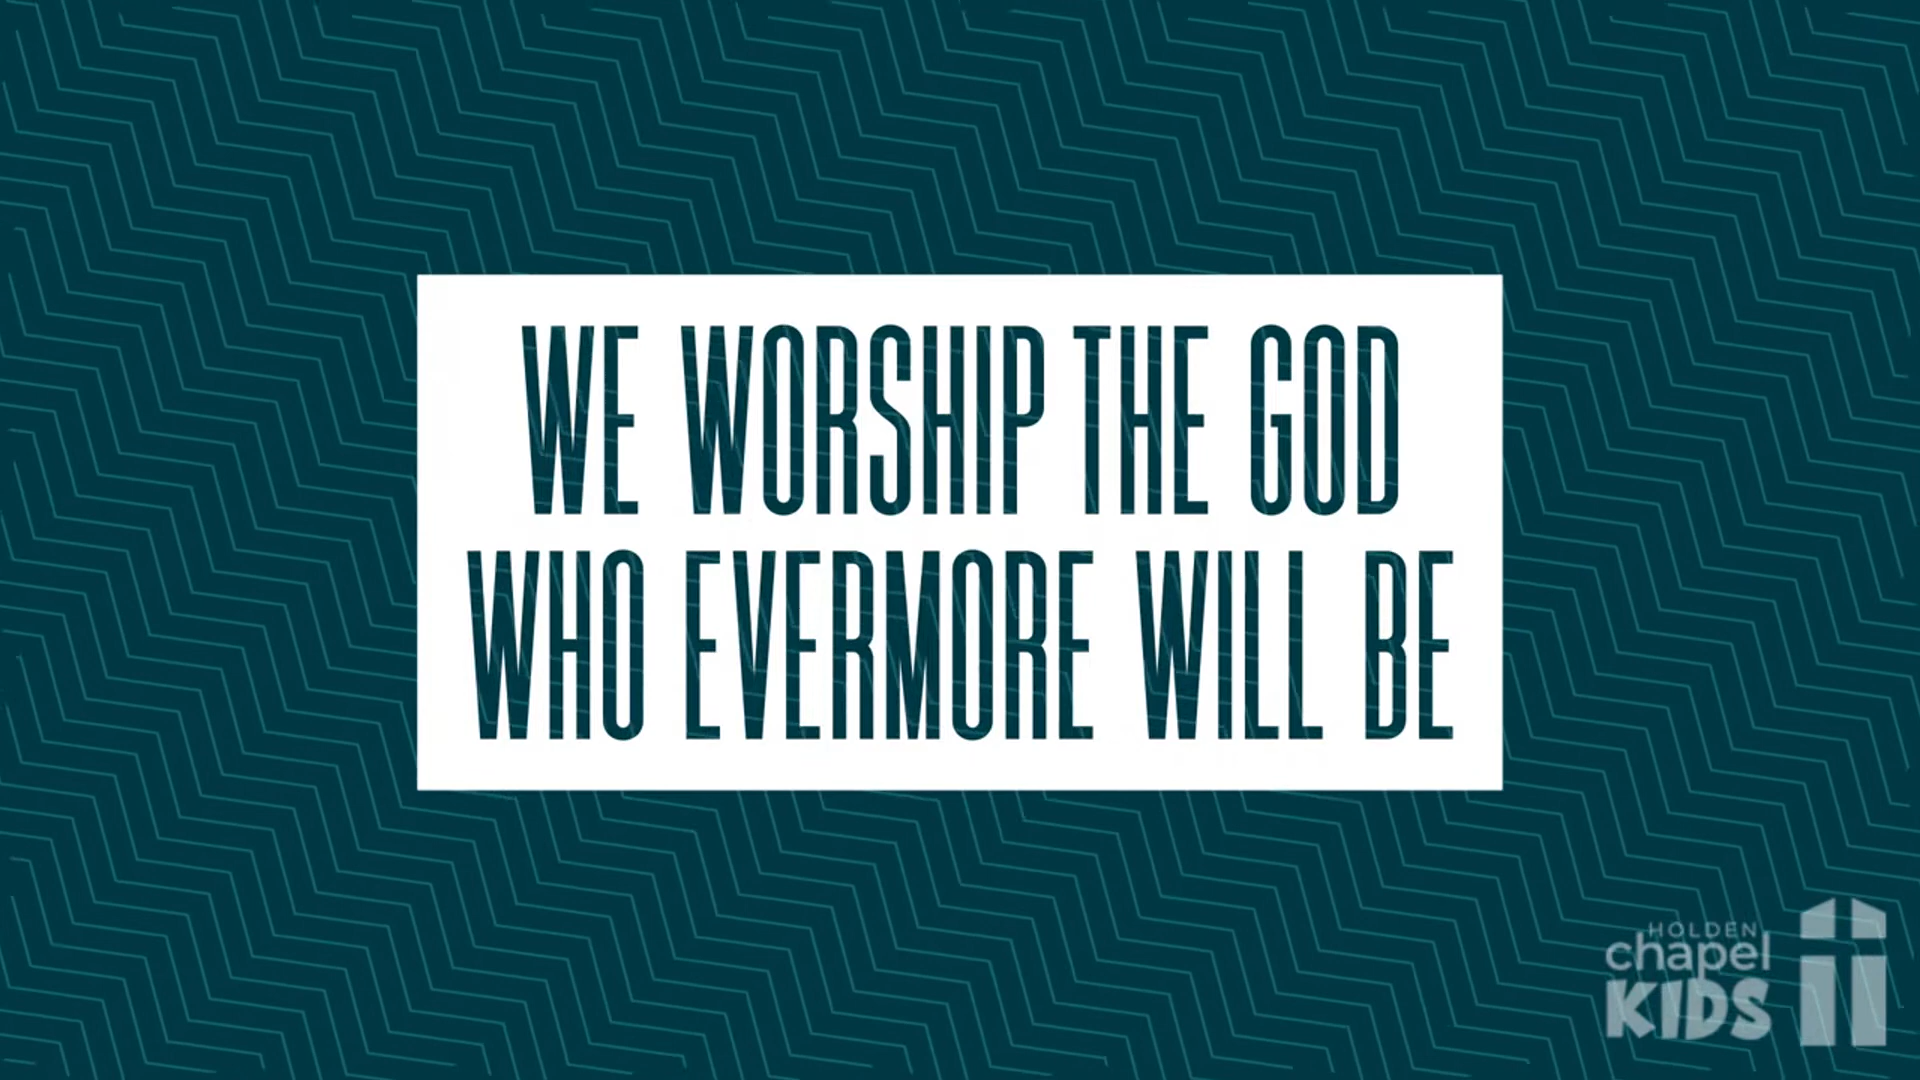 WE WORSHIP THE GOD
WHO EVERMORE WILL BE
HOLDEN
chapel
KIDS